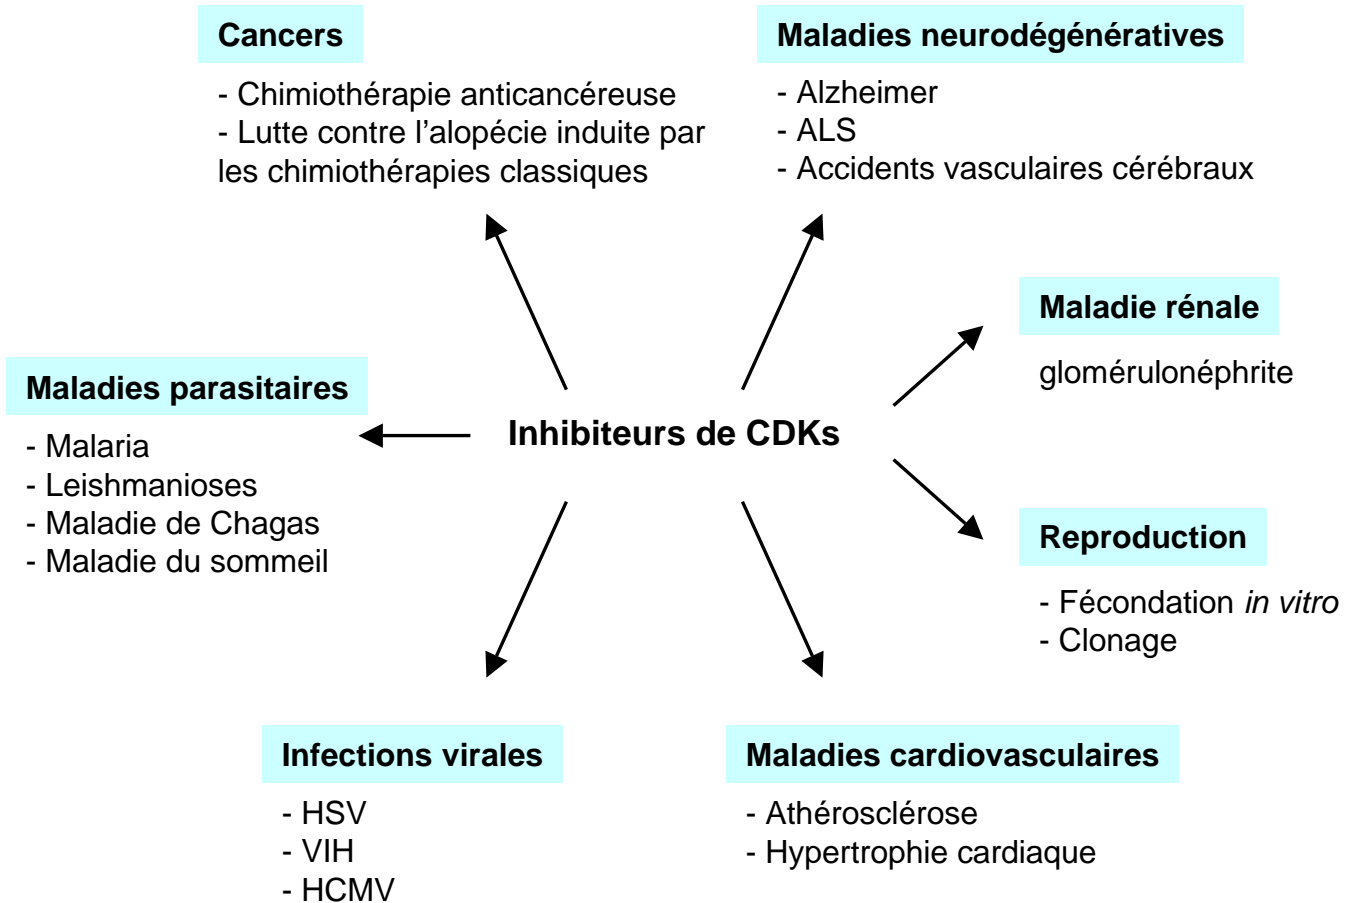 Cancers
- Chimiothérapie anticancéreuse
- Lutte contre l’alopécie induite par
les chimiothérapies classiques
Maladies neurodégénératives
- Alzheimer
- ALS
- Accidents vasculaires cérébraux
Maladie rénale
glomérulonéphrite
Maladies parasitaires
- Malaria
- Leishmanioses
- Maladie de Chagas
- Maladie du sommeil
Inhibiteurs de CDKs
Reproduction
- Fécondation in vitro
- Clonage
Infections virales
- HSV
- VIH
- HCMV
Maladies cardiovasculaires
- Athérosclérose
- Hypertrophie cardiaque